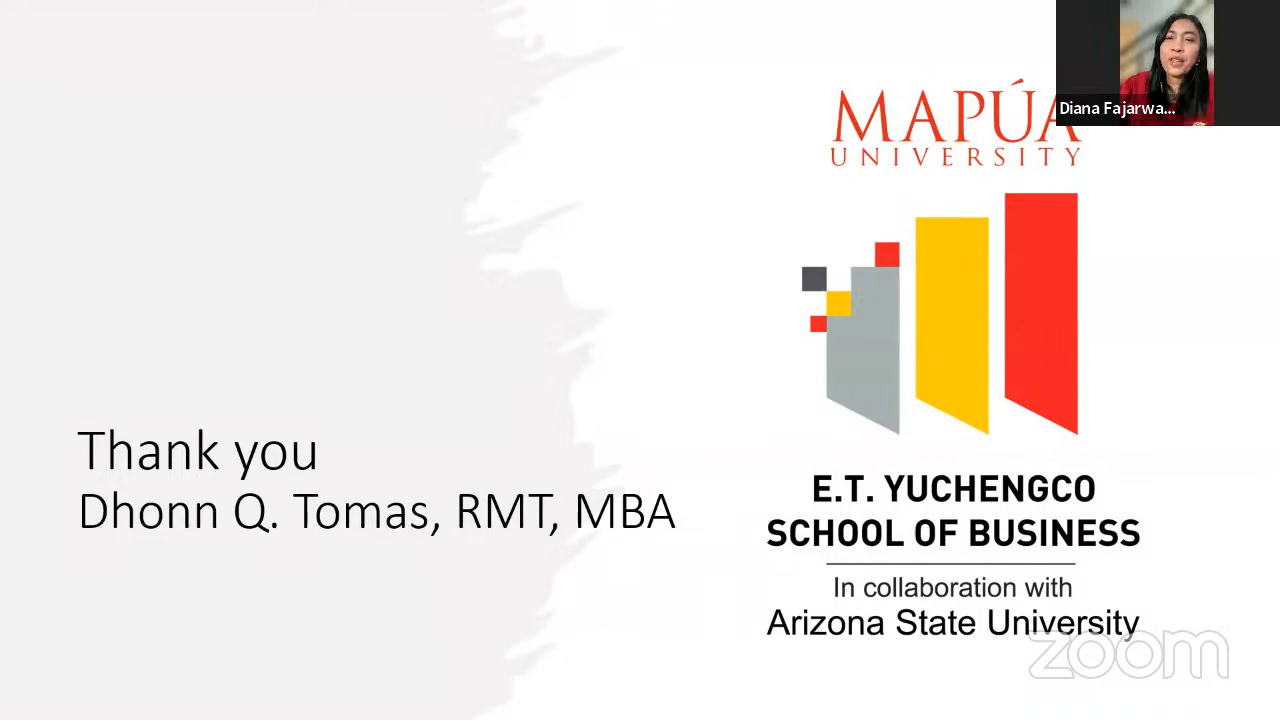 Diana Fajarwa...
MAPÚA
UNIVERSITY
Thank you
Dhonn Q. Tomas, RMT, MBA
E.T. YUCHENGCO
SCHOOL OF BUSINESS
In collaboration with
Arizona State University
zoom